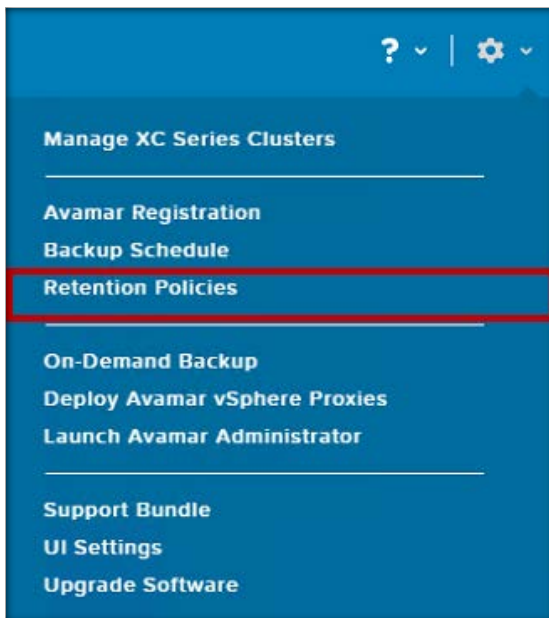 ?
Manage XC Series Clusters
Avamar Registration
Backup Schedule
Retention Policies
On-Demand Backup
Deploy Avamar vSphere Proxies
Launch Avamar Administrator
Support Bundle
UI Settings
Upgrade Software